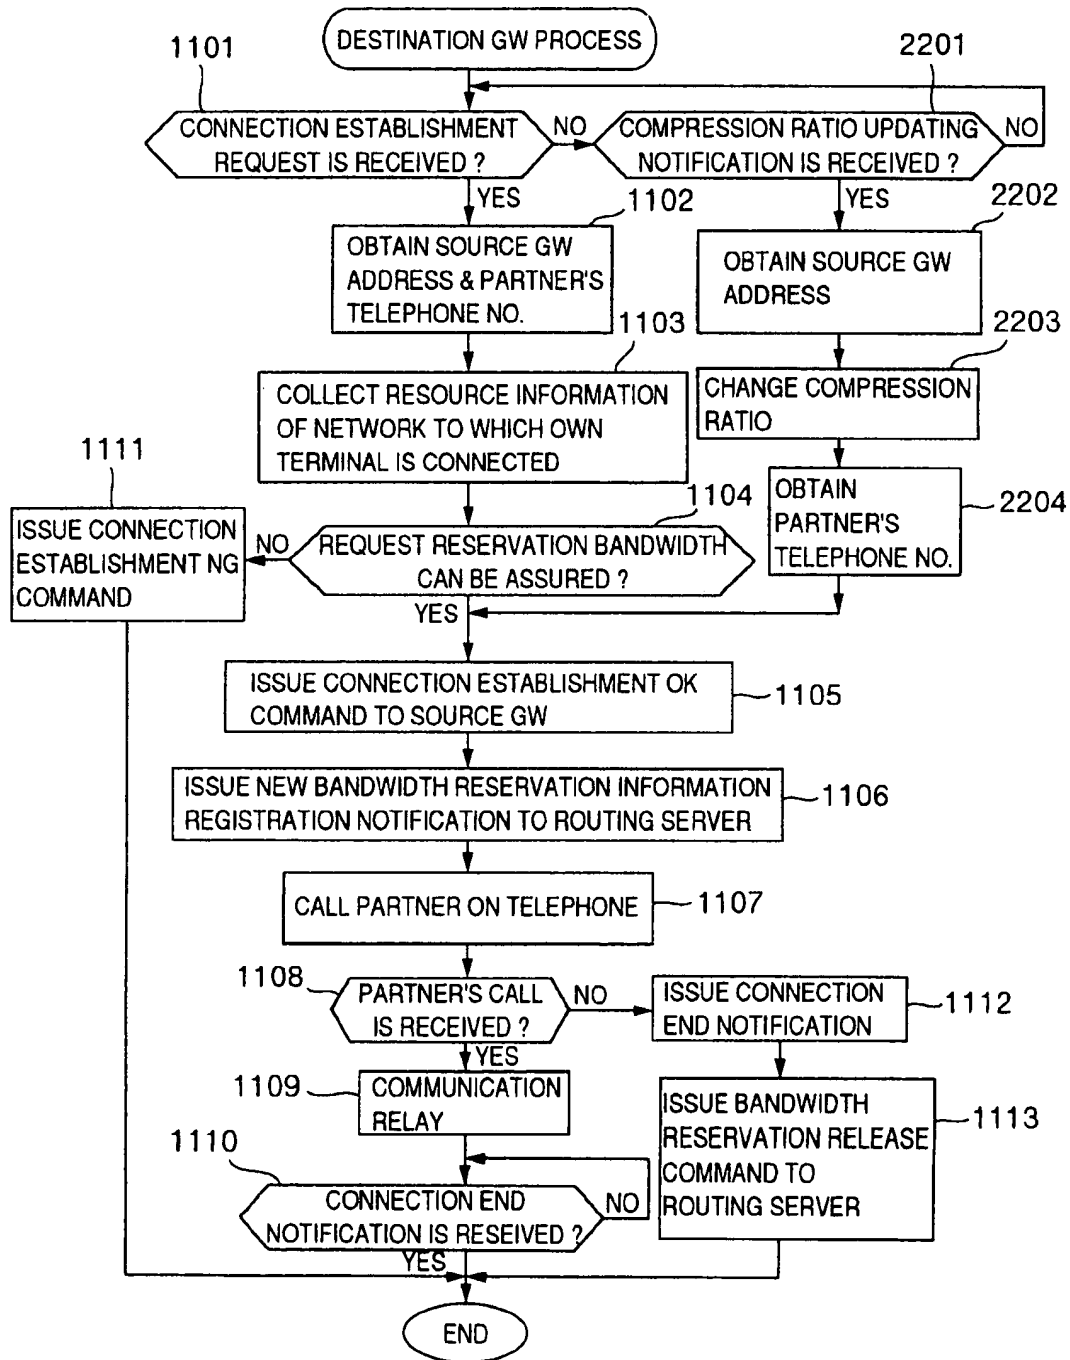 DESTINATION GW PROCESS
1101
2201
CONNECTION ESTABLISHMENT
REQUEST IS RECEIVED ?
NO
COMPRESSION RATIO UPDATING
NOTIFICATION IS RECEIVED ?
NO
YES
1102
YES
2202
OBTAIN SOURCE GW
ADDRESS & PARTNER'S
TELEPHONE NO.
OBTAIN SOURCE GW
ADDRESS
1103
2203
COLLECT RESOURCE INFORMATION
OF NETWORK TO WHICH OWN
TERMINAL IS CONNECTED
CHANGE COMPRESSION
RATIO
1111
1104
OBTAIN
PARTNER'S
TELEPHONE NO.
2204
ISSUE CONNECTION
ESTABLISHMENT NG
COMMAND
NO
REQUEST RESERVATION BANDWIDTH
CAN BE ASSURED ?
YES
ISSUE CONNECTION ESTABLISHMENT OK
COMMAND TO SOURCE GW
1105
ISSUE NEW BANDWIDTH RESERVATION INFORMATION
REGISTRATION NOTIFICATION TO ROUTING SERVER
1106
CALL PARTNER ON TELEPHONE
1107
1108
PARTNER'S CALL
IS RECEIVED ?
NO
ISSUE CONNECTION
END NOTIFICATION
1112
YES
1109
COMMUNICATION
RELAY
ISSUE BANDWIDTH
RESERVATION RELEASE
COMMAND TO
ROUTING SERVER
1113
1110
CONNECTION END
NOTIFICATION IS RESEIVED ?
NO
YES
END